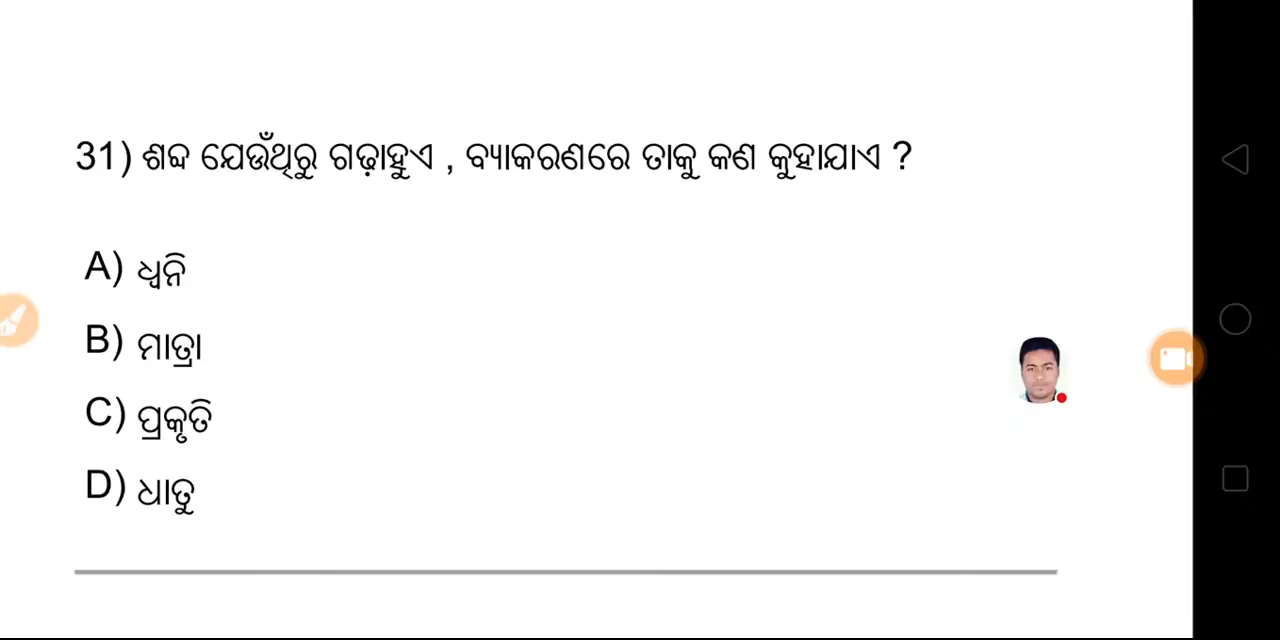 31) ଶବ୍ଦ ଯେଉଁଥିରୁ ଗଢ଼ାହୁଏ , ବ୍ୟାକରଣରେ ତାକୁ କଣ କୁହାଯାଏ ?
A) ଧ୍ୱନି
B) ମାତ୍ରା
C) ପ୍ରକୃତି
D) ଧାତୁ